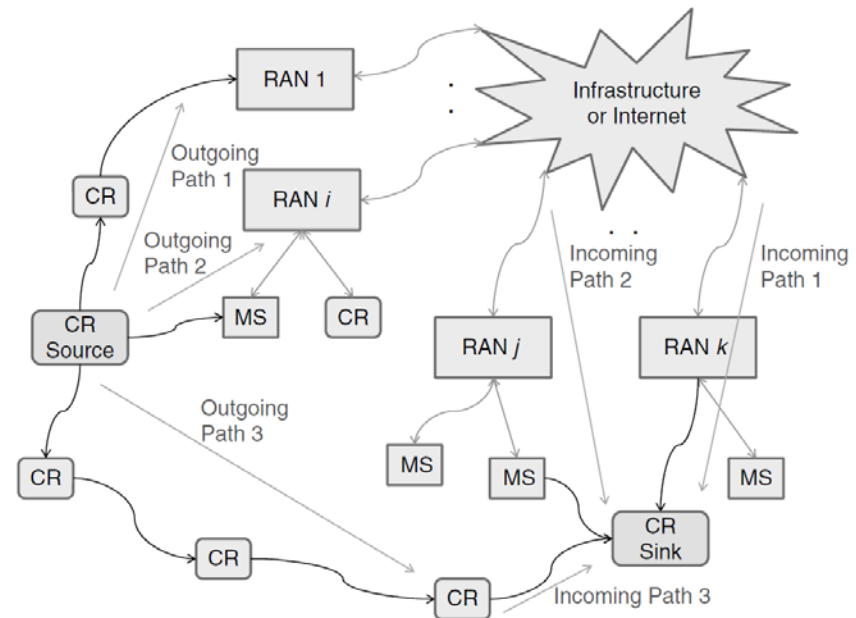 RAN 1
Infrastructure
or Internet
Outgoing
Path 1
CR
RAN i
Outgoing
Path 2
Incoming
Path 2
Incoming
Path 1
CR
Source
MS
CR
RAN j
RAN k
Outgoing
Path 3
CR
MS
MS
MS
CR
Sink
CR
CR
Incoming Path 3